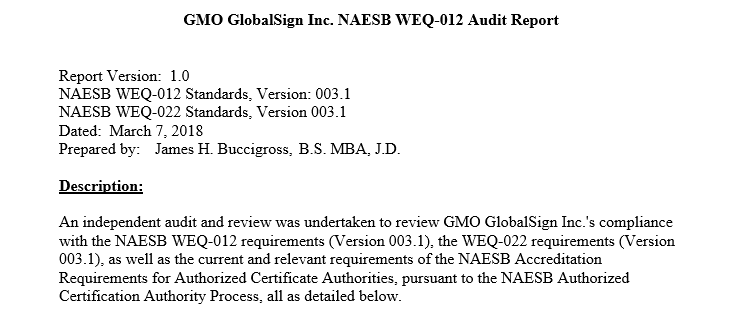 GMO GlobalSign Inc. NAESB WEQ-012 Audit Report
Report Version:  1.0
NAESB WEQ-012 Standards, Version: 003.1
NAESB WEQ-022 Standards, Version 003.1
Dated:  March 7, 2018
Prepared by:   James H. Buccigross,  B.S. MBA, J.D.
Description:
An independent audit and review was undertaken to review GMO GlobalSign Inc.'s compliance
with the NAESB WEQ-012 requirements (Version 003.1), the WEQ-022 requirements (Version
003.1), as well as the current and relevant requirements of the NAESB Accreditation
Requirements for Authorized Certificate Authorities, pursuant to the NAESB Authorized
Certification Authority Process, all as detailed below.